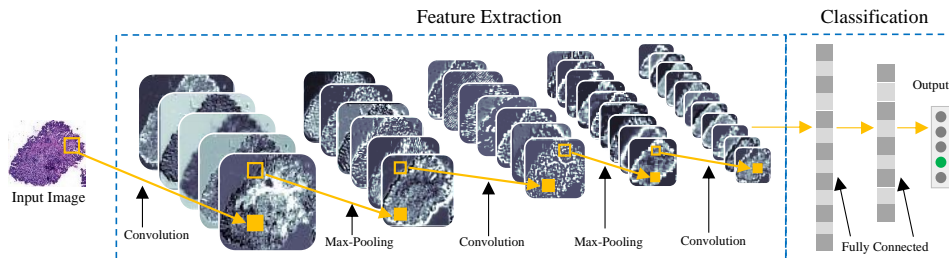 Feature Extraction
Classification
Output
Input Image
Convolution
Max-Pooling
Convolution
Max-Pooling
Convolution
Fully Connected